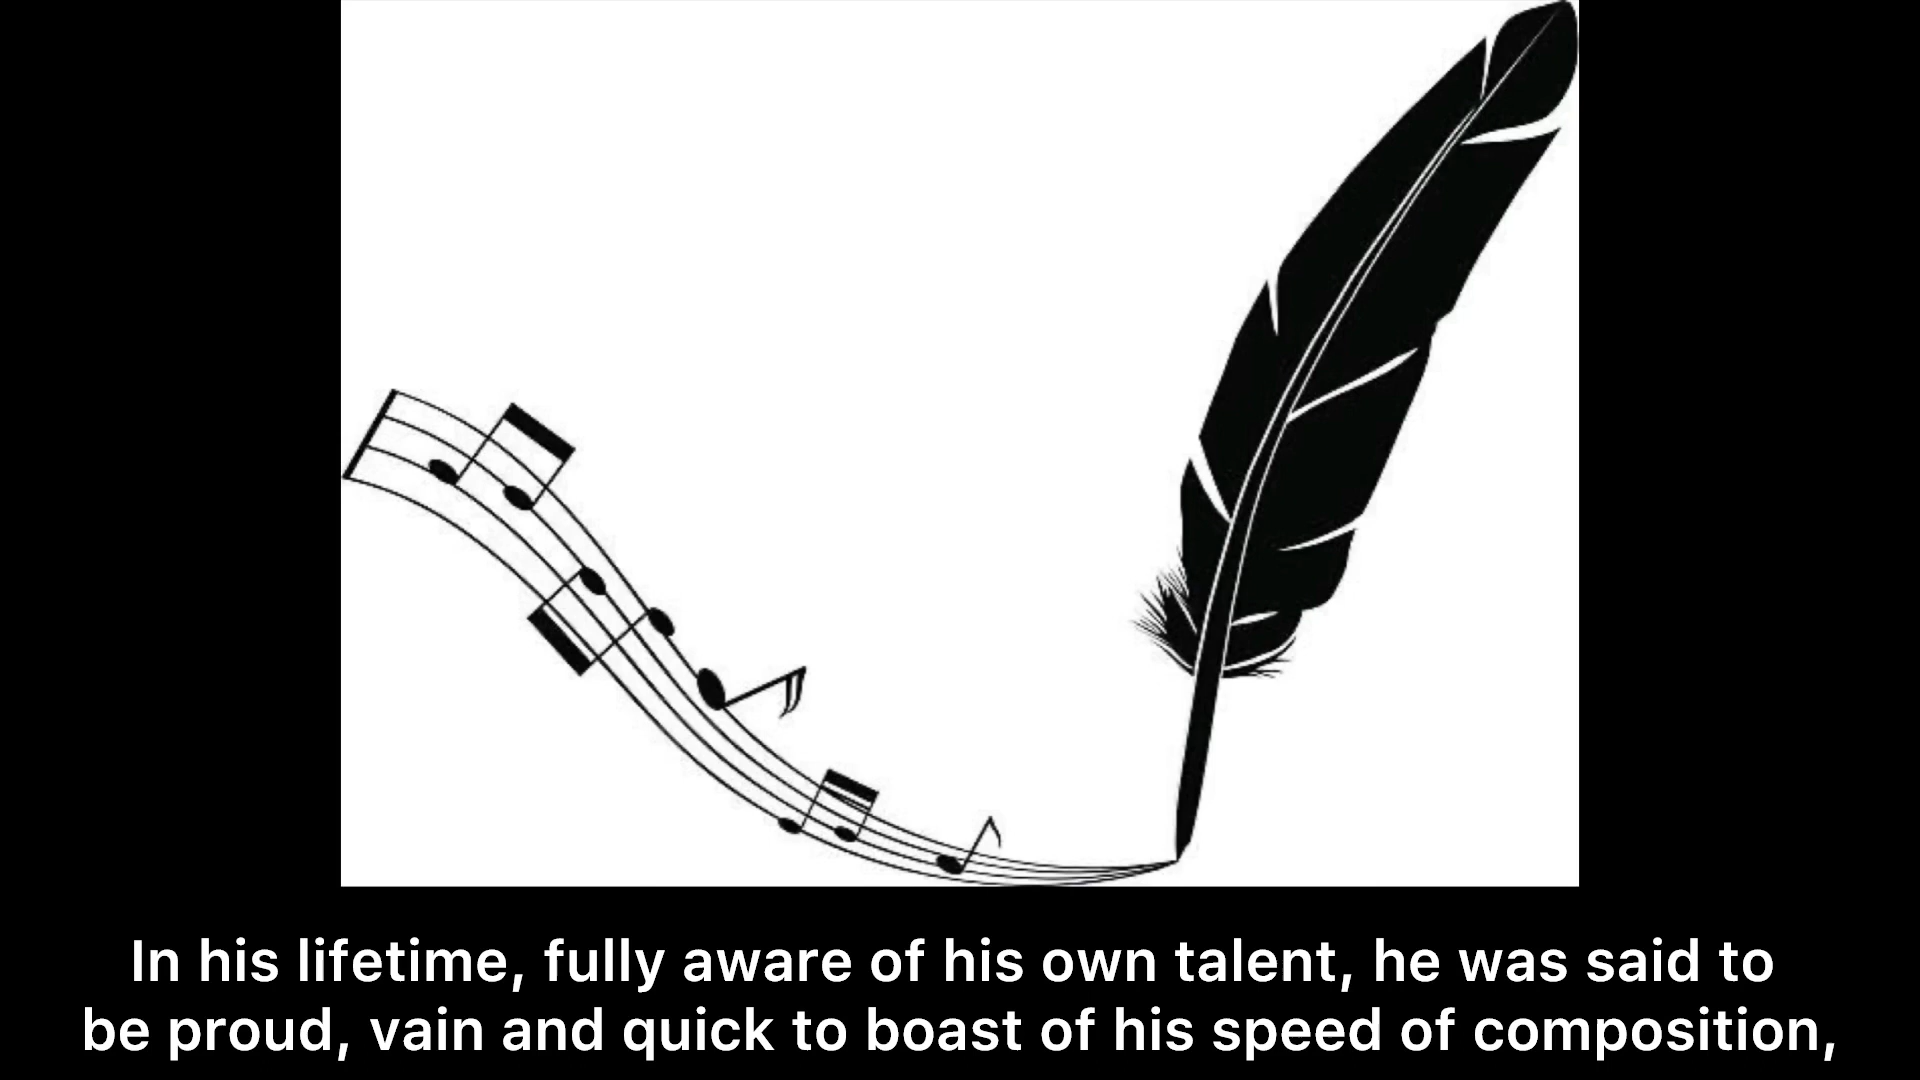 In his lifetime, fully aware of his own talent, he was said to
be proud, vain and quick to boast of his speed of composition,